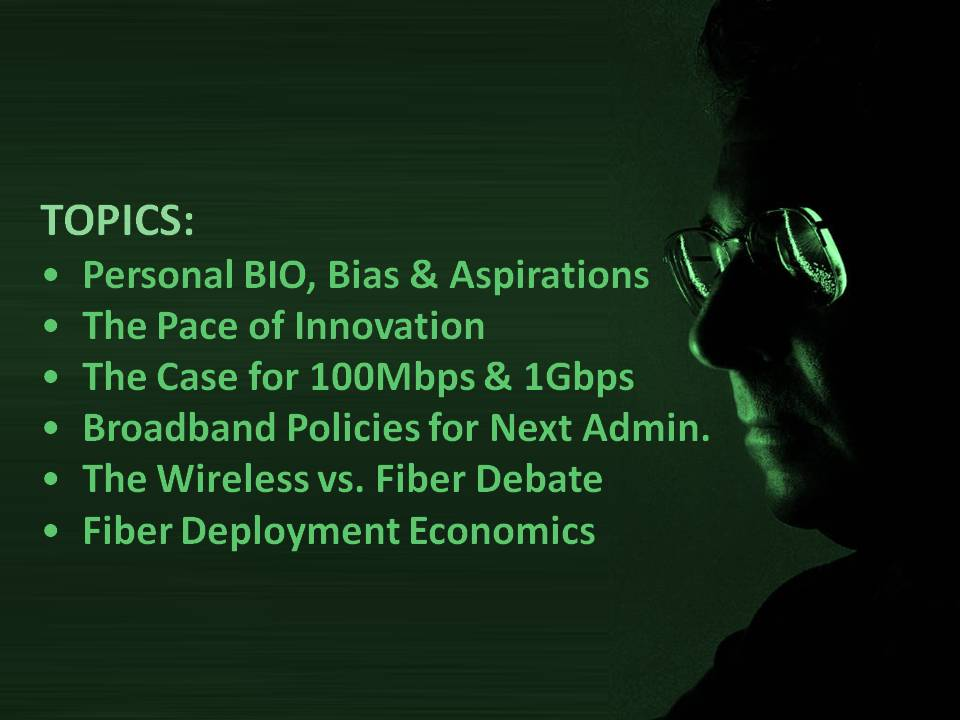 TOPICS:
• Personal BIO, Bias & Aspirations
• The Pace of Innovation
• The Case for 100Mbps & 1Gbps
• Broadband Policies for Next Admin.
• The Wireless vs. Fiber Debate
• Fiber Deployment Economics